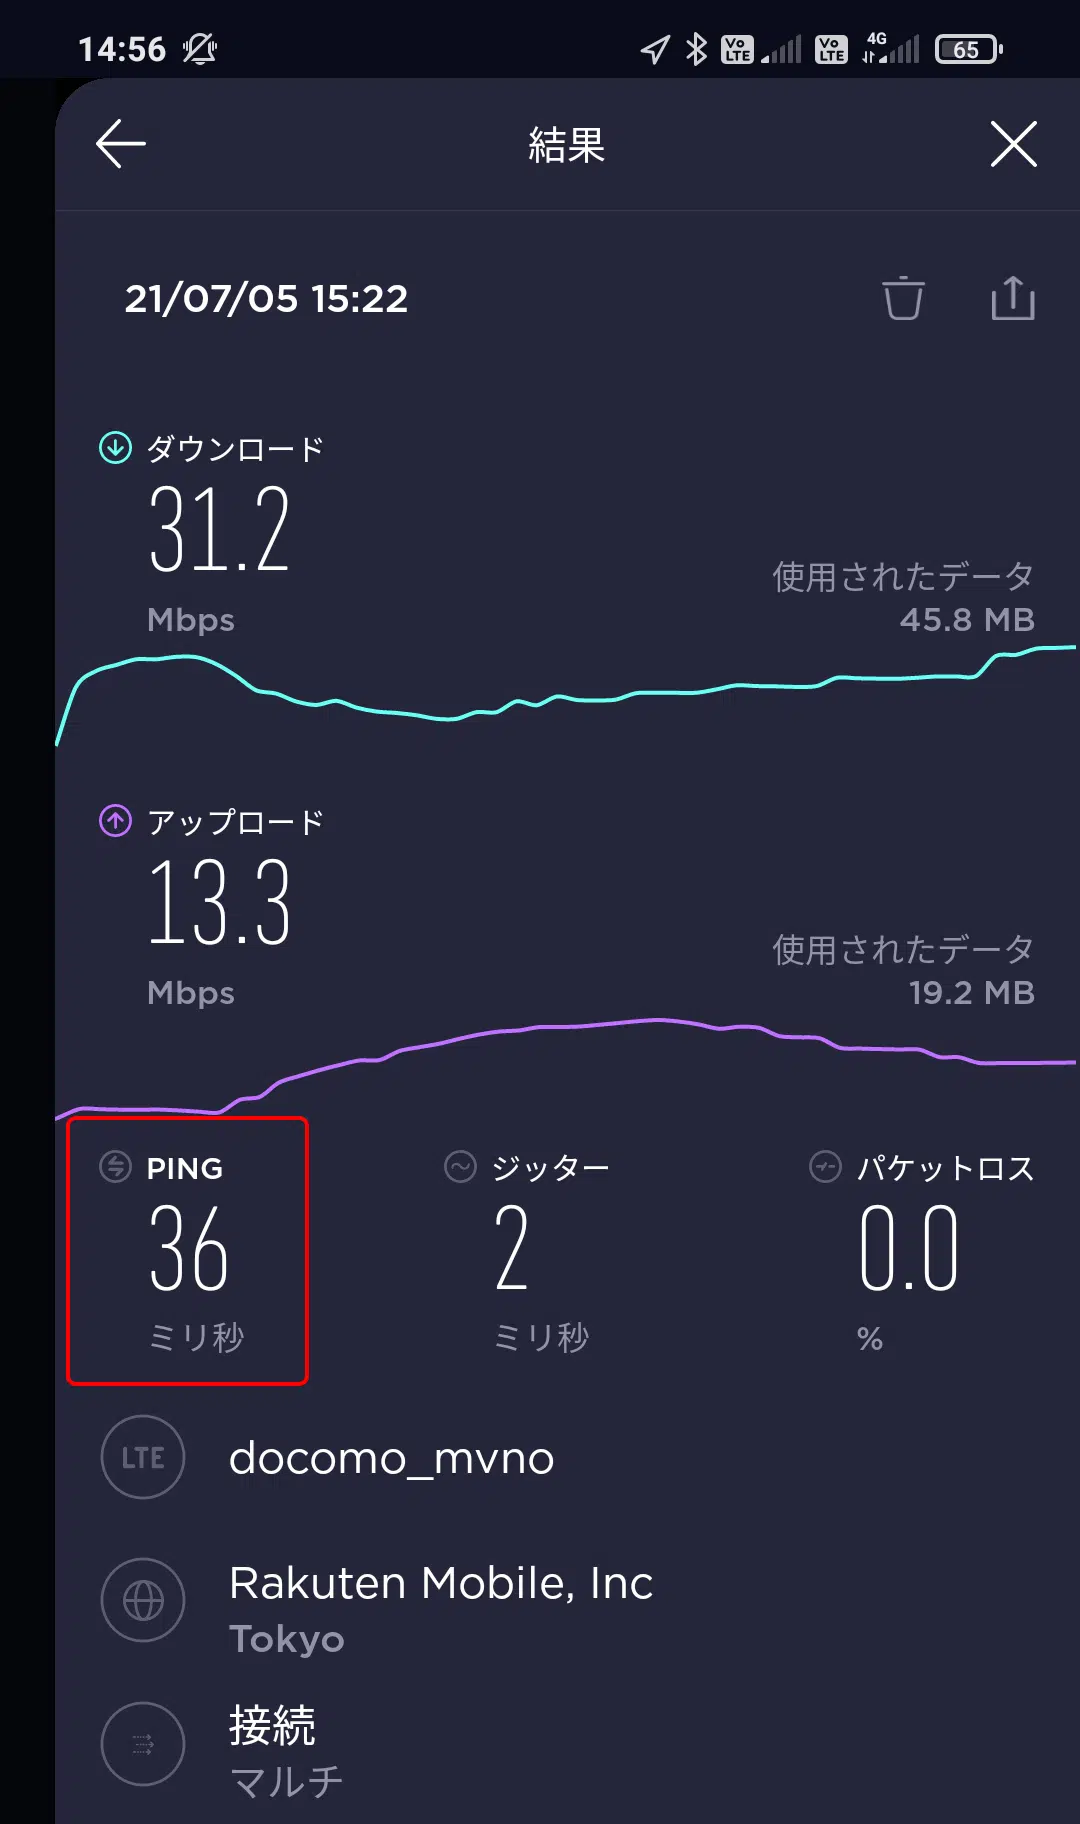 14:56
Vo LTE
Vo LTE
4G
65
結果
21/07/05 15:22
ダウンロード
31.2
Mbps
使用されたデータ
45.8 MB
アップロード
13.3
Mbps
使用されたデータ
19.2 MB
PING
36
ミリ秒
ジッター
2
ミリ秒
パケットロス
0.0
%
LTE
docomo_mvno
Rakuten Mobile, Inc
Tokyo
接続
マルチ